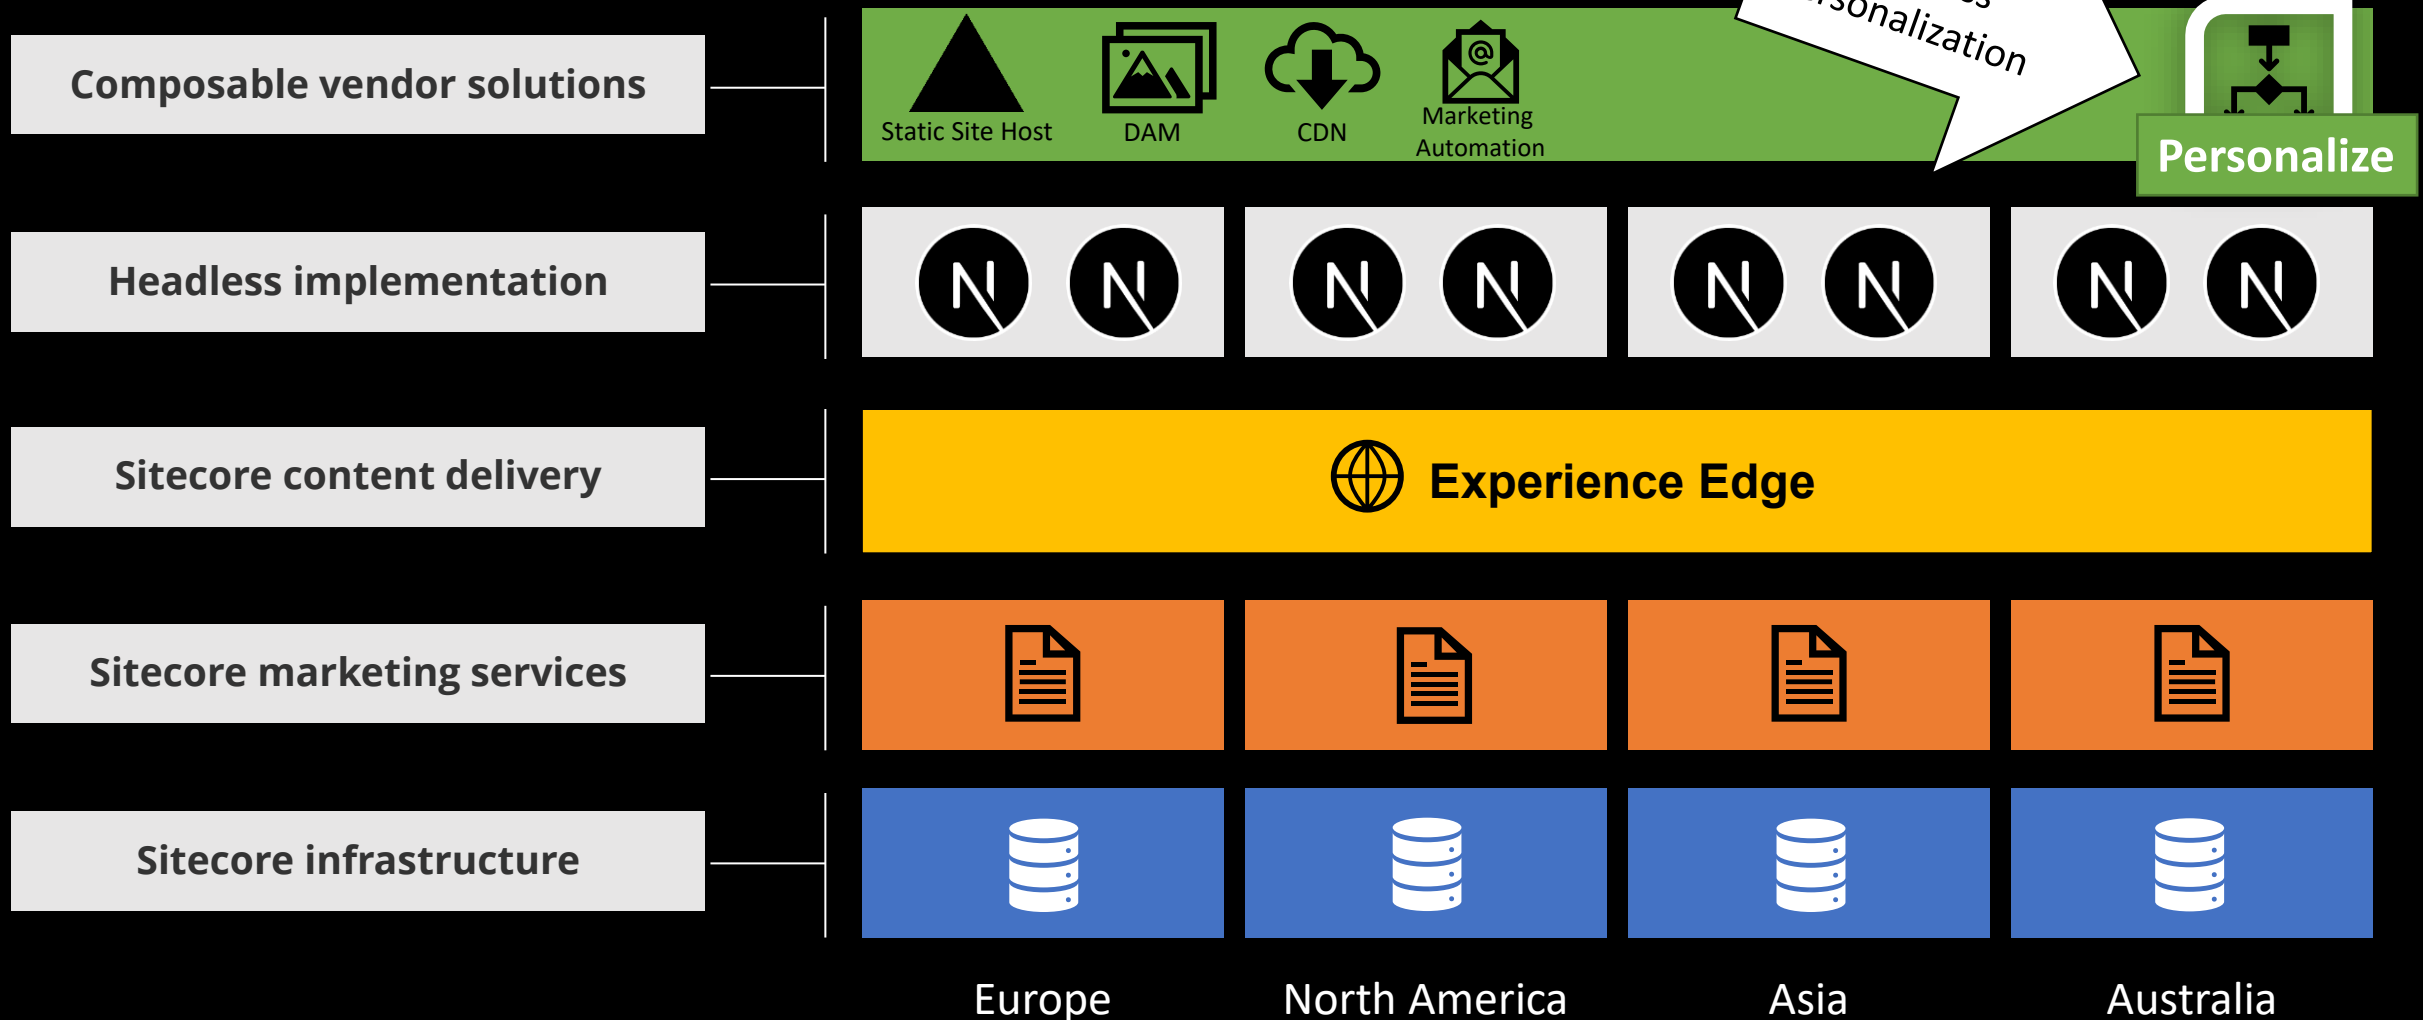 Composable vendor solutions
Static Site Host
DAM
CDN
Marketing
Automation
Personalize
Headless implementation
N N N N N N N N
Sitecore content delivery
Experience Edge
Sitecore marketing services
Sitecore infrastructure
Europe
North America
Asia
Australia